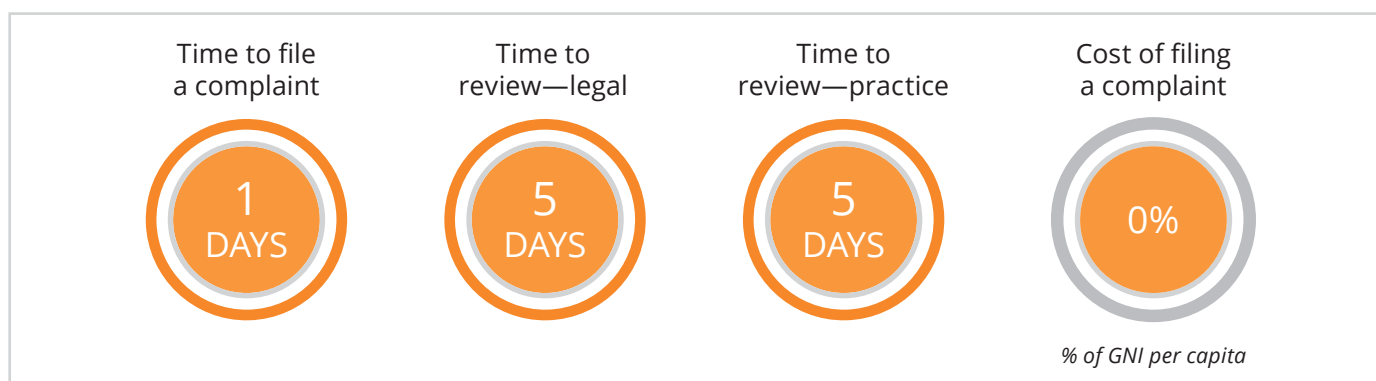 Time to file
a complaint
1
DAYS
Time to
review—legal
5
DAYS
Time to
review—practice
5
DAYS
Cost of filing
a complaint
0%
% of GNI per capita